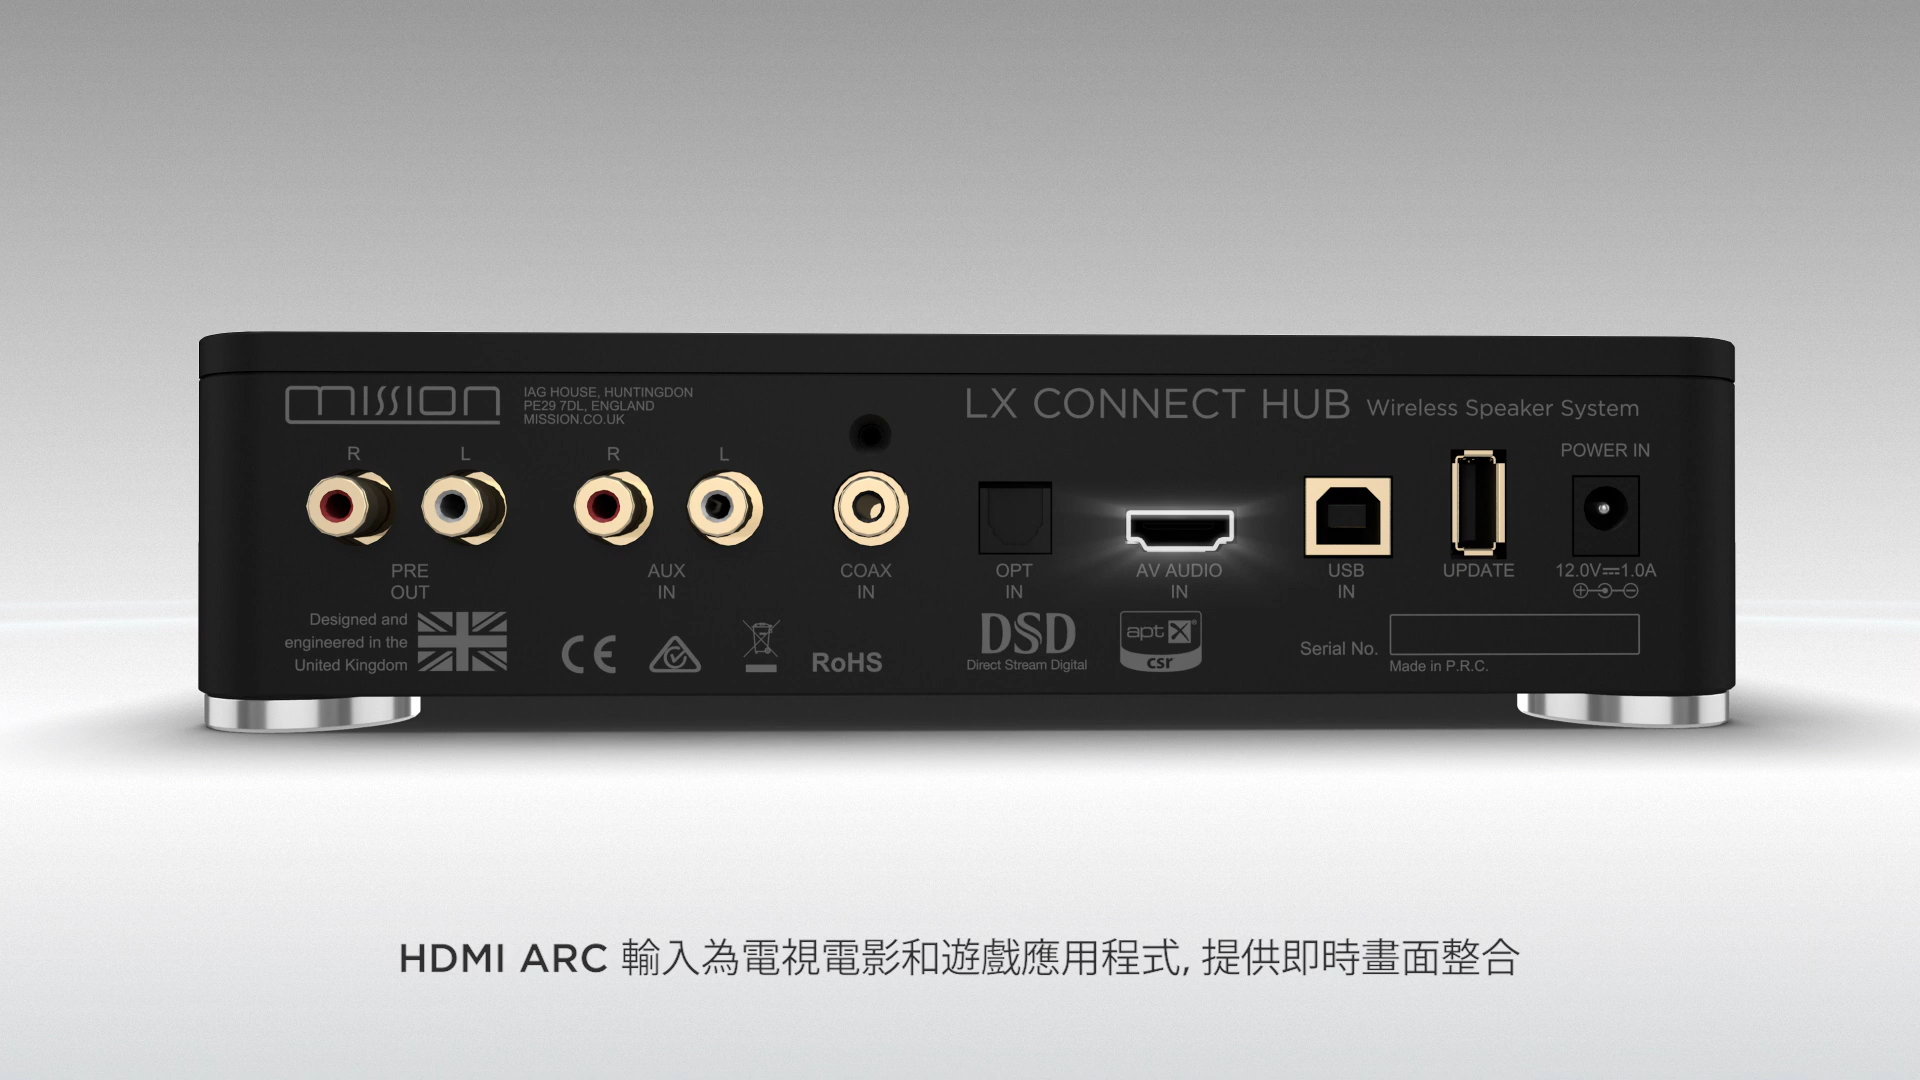 mission
IAG HOUSE, HUNTINGDON
PE29 7DL, ENGLAND
MISSION.CO.UK
LX CONNECT HUB Wireless Speaker System
R L R L
POWER IN
PRE
OUT
AUX
IN
COAX
IN
OPT
IN
AV AUDIO
IN
USB
IN
UPDATE
12.0V⎓1.0A
Designed and
engineered in the
United Kingdom
CE
RoHS
DSD
Direct Stream Digital
aptX®
csr
Serial No.
Made in P.R.C.
HDMI ARC 輸入為電視電影和遊戲應用程式, 提供即時畫面整合